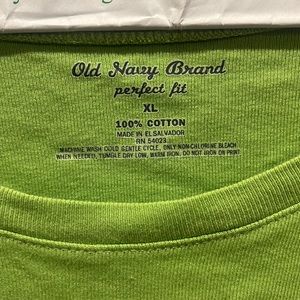 Old Navy Brand
perfect fit
XL
100% COTTON
MADE IN EL SALVADOR
RN 54023
MACHINE WASH COLD GENTLE CYCLE, ONLY NON-CHLORINE BLEACH
WHEN NEEDED, TUMBLE DRY LOW, WARM IRON. DO NOT IRON ON PRINT